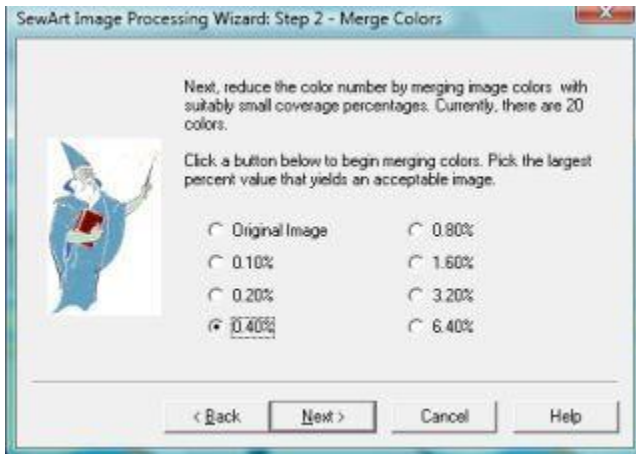 SewArt Image Processing Wizard: Step 2 - Merge Colors
Next, reduce the color number by merging image colors with
suitably small coverage percentages. Currently, there are 20
colors.
Click a button below to begin merging colors. Pick the largest
percent value that yields an acceptable image.
Original Image
0.80%
0.10%
1.60%
0.20%
3.20%
0.40%
6.40%
< Back
Next >
Cancel
Help